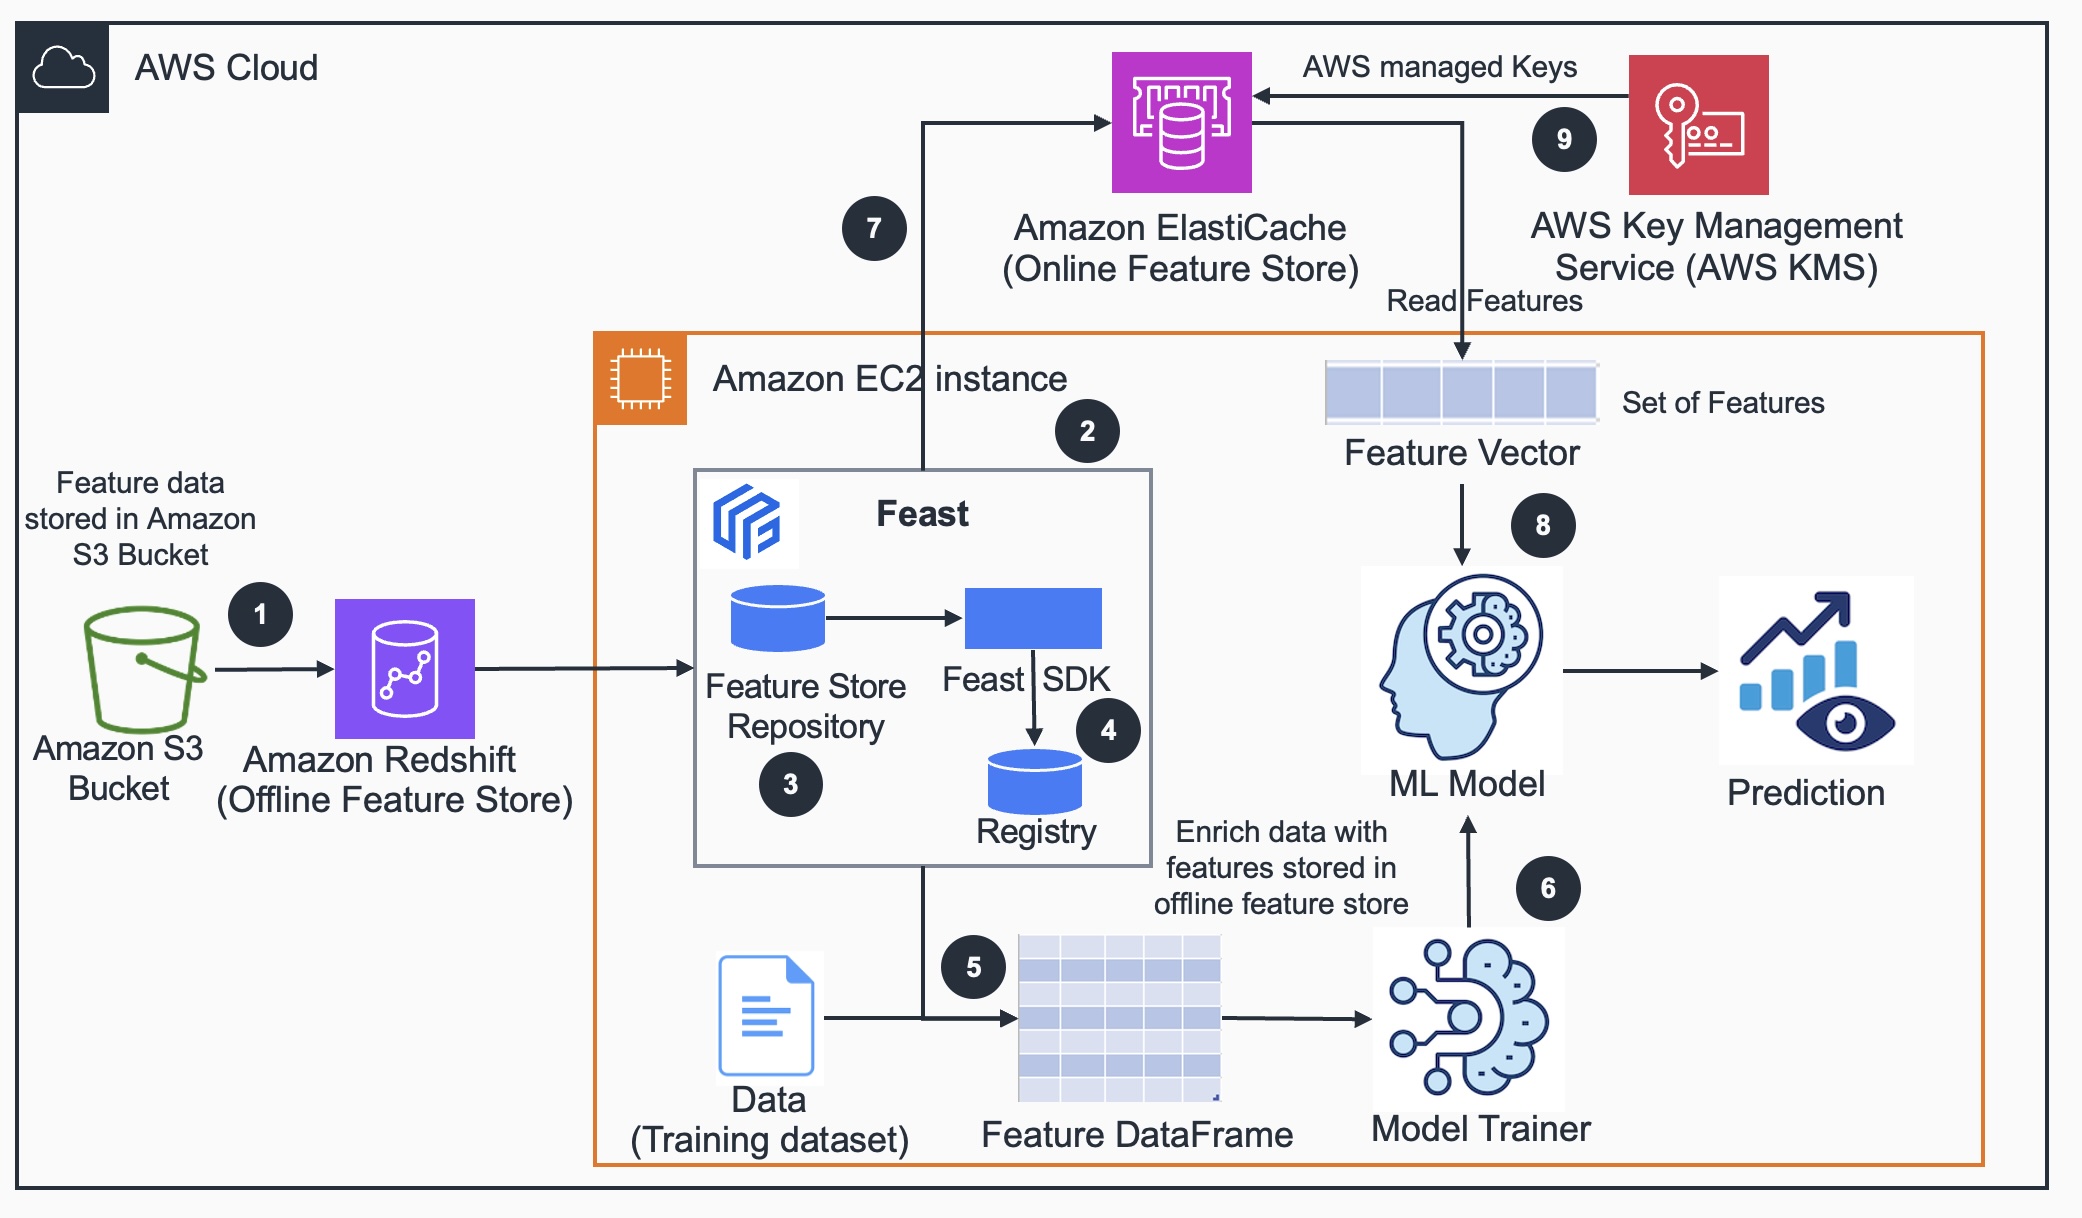 AWS Cloud
AWS managed Keys
9
7
Amazon ElastiCache
(Online Feature Store)
AWS Key Management
Service (AWS KMS)
Read Features
Amazon EC2 instance
2
Set of Features
Feature Vector
Feature data
stored in Amazon
S3 Bucket
1
Amazon S3
Bucket
Amazon Redshift
(Offline Feature Store)
Feast
Feature Store
Repository
3
Feast SDK
4
Registry
8
ML Model
Prediction
Enrich data with
features stored in
offline feature store
6
5
Data
(Training dataset)
Feature DataFrame
Model Trainer